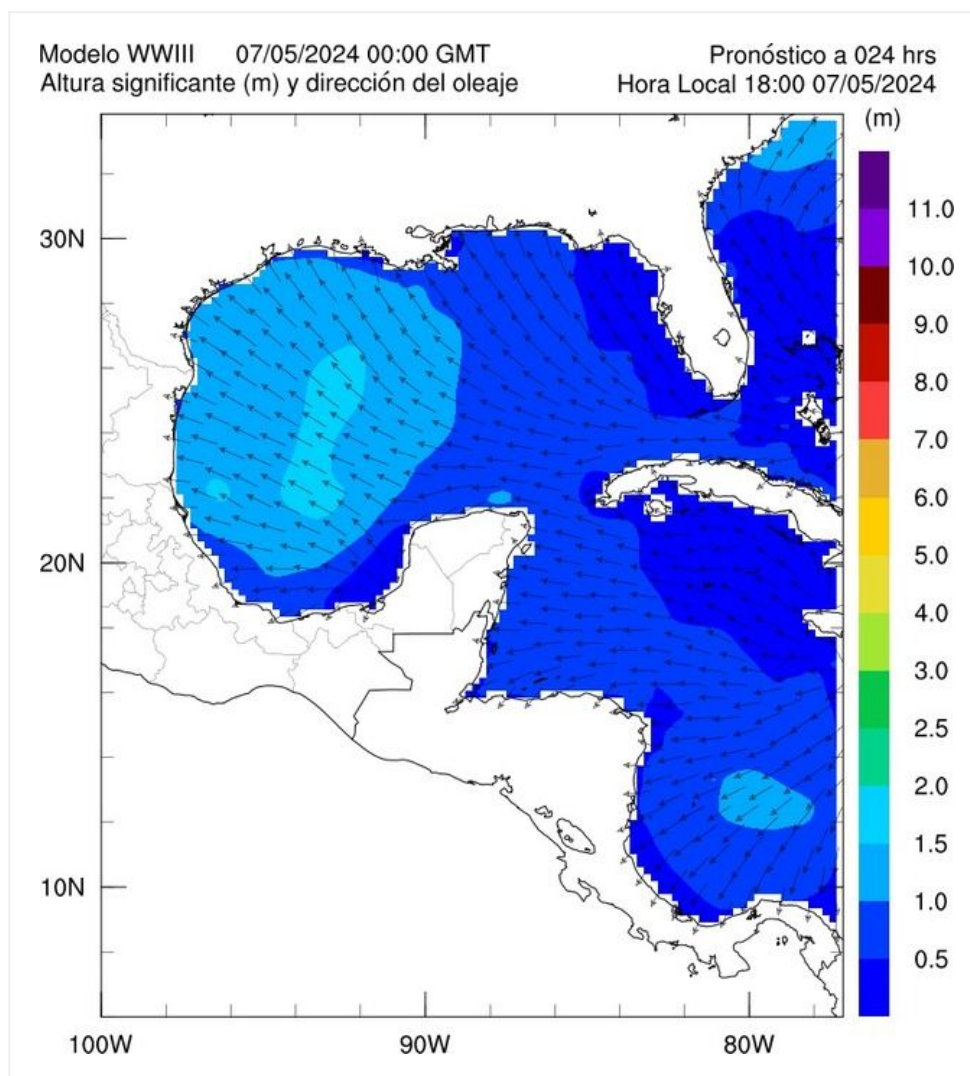 Modelo WWIII 07/05/2024 00:00 GMT
Pronóstico a 024 hrs
Altura significante (m) y dirección del oleaje
Hora Local 18:00 07/05/2024
(m)
11.0
10.0
9.0
8.0
7.0
6.0
5.0
4.0
3.0
2.5
2.0
1.5
1.0
0.5
30N
20N
10N
100W
90W
80W